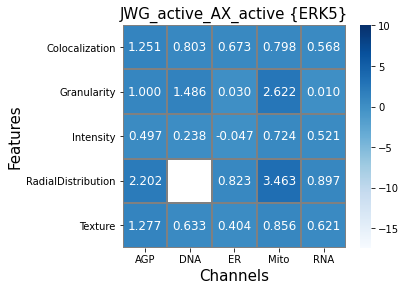 JWG_active_AX_active {ERK5}
Features
Colocalization 1.251 0.803 0.673 0.798 0.568
Granularity 1.000 1.486 0.030 2.622 0.010
Intensity 0.497 0.238 -0.047 0.724 0.521
RadialDistribution 2.202 0.823 3.463 0.897
Texture 1.277 0.633 0.404 0.856 0.621
AGP DNA ER Mito RNA
Channels
10
5
0
−5
−10
−15